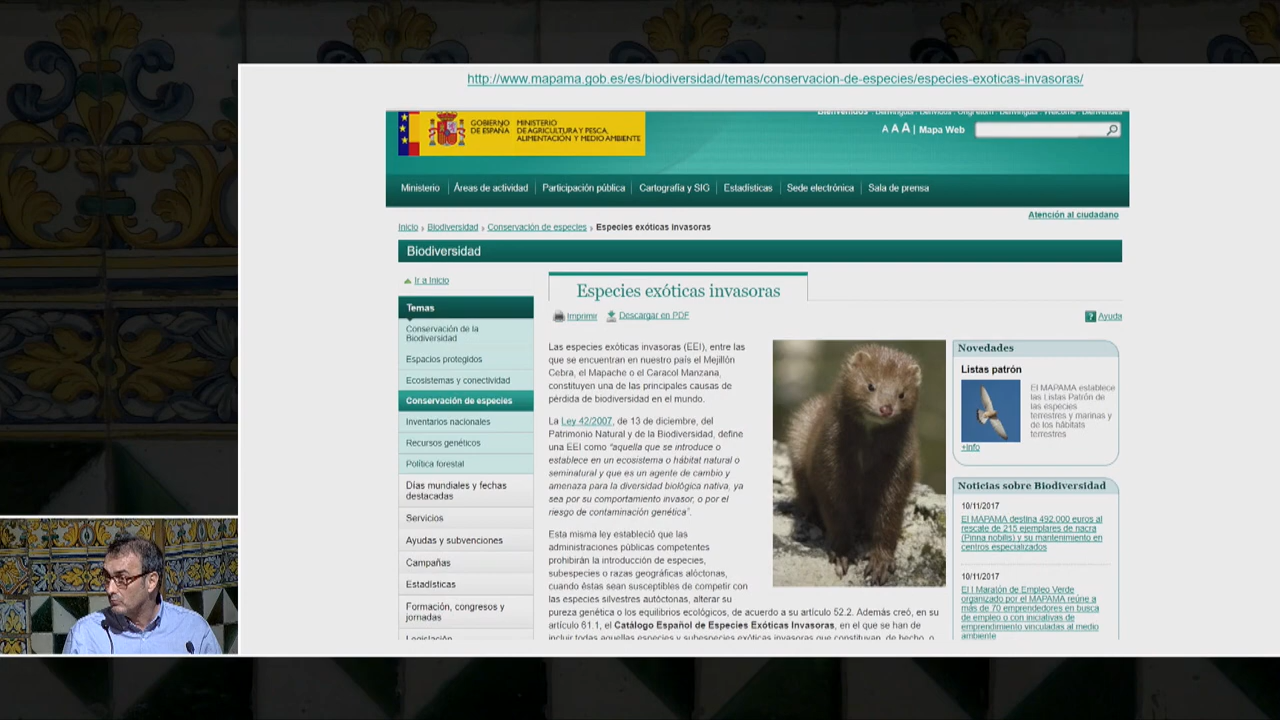 http://www.mapama.gob.es/es/biodiversidad/temas/conservacion-de-especies/especies-exoticas-invasoras/
GOBIERNO
DE ESPAÑA
MINISTERIO
DE AGRICULTURA Y PESCA,
ALIMENTACIÓN Y MEDIO AMBIENTE
A A A | Mapa Web
Ministerio
Áreas de actividad
Participación pública
Cartografía y SIG
Estadísticas
Sede electrónica
Sala de prensa
Atención al ciudadano
Inicio › Biodiversidad › Conservación de especies › Especies exóticas invasoras
Biodiversidad
Ir a Inicio
Temas
Conservación de la
Biodiversidad
Espacios protegidos
Ecosistemas y conectividad
Conservación de especies
Inventarios nacionales
Recursos genéticos
Política forestal
Días mundiales y fechas
destacadas
Servicios
Ayudas y subvenciones
Campañas
Estadísticas
Formación, congresos y
jornadas
Legislación
Especies exóticas invasoras
Imprimir
Descargar en PDF
? Ayuda
Las especies exóticas invasoras (EEI), entre las
que se encuentran en nuestro país el Mejillón
Cebra, el Mapache o el Caracol Manzana,
constituyen una de las principales causas de
pérdida de biodiversidad en el mundo.
La Ley 42/2007, de 13 de diciembre, del
Patrimonio Natural y de la Biodiversidad, define
una EEI como "aquella que se introduce o
establece en un ecosistema o hábitat natural o
seminatural y que es un agente de cambio y
amenaza para la diversidad biológica nativa, ya
sea por su comportamiento invasor, o por el
riesgo de contaminación genética".
Esta misma ley estableció que las
administraciones públicas competentes
prohibirán la introducción de especies,
subespecies o razas geográficas alóctonas,
cuando éstas sean susceptibles de competir con
las especies silvestres autóctonas, alterar su
pureza genética o los equilibrios ecológicos, de acuerdo a su artículo 52.2. Además creó, en su
artículo 61.1, el Catálogo Español de Especies Exóticas Invasoras, en el que se han de
incluir todas aquellas especies y subespecies exóticas invasoras que constituyan, de hecho, o
Novedades
Listas patrón
El MAPAMA establece
las Listas Patrón de
las especies
terrestres y marinas y
de los hábitats
terrestres
+info
Noticias sobre Biodiversidad
10/11/2017
El MAPAMA destina 492.000 euros al
rescate de 215 ejemplares de nacra
(Pinna nobilis) y su mantenimiento en
centros especializados
10/11/2017
El I Maratón de Empleo Verde
organizado por el MAPAMA reúne a
más de 70 emprendedores en busca
de empleo o con iniciativas de
emprendimiento vinculadas al medio
ambiente